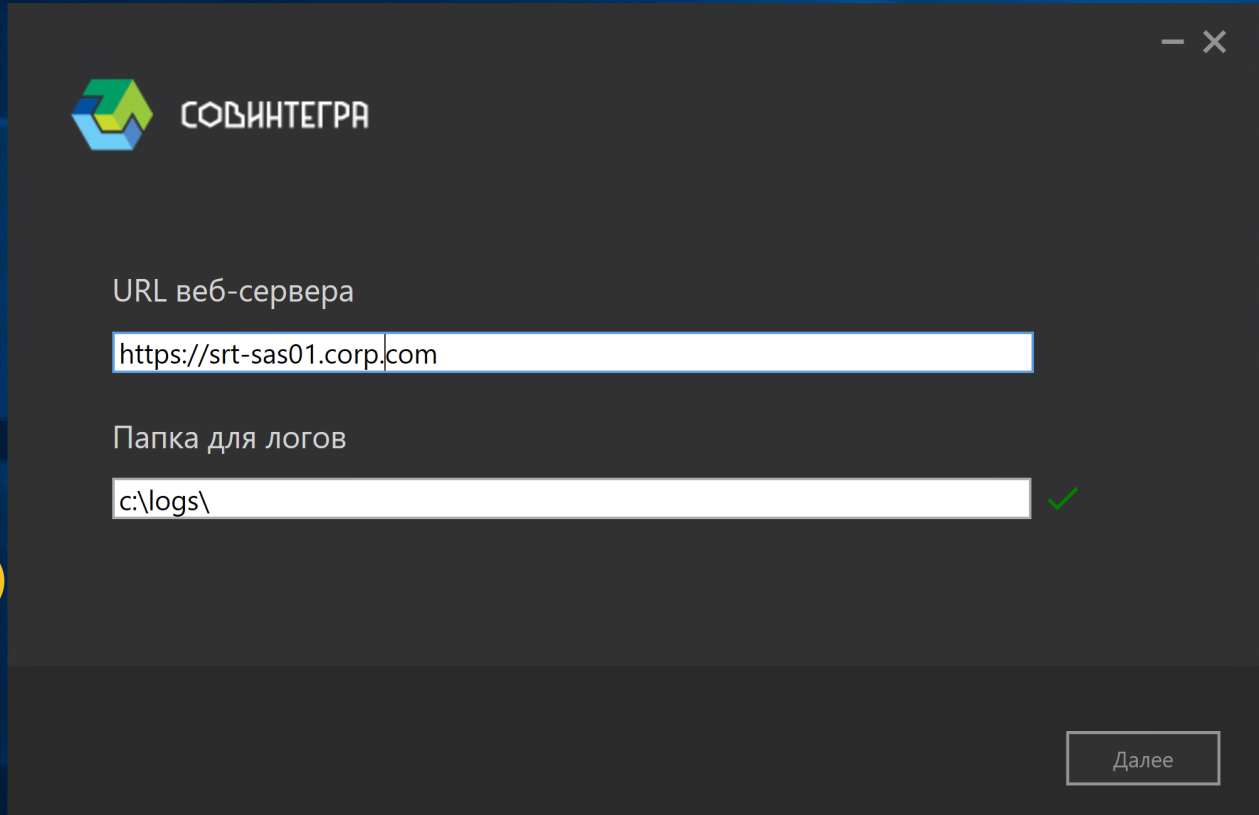 СОВИНТЕГРА
URL веб-сервера
https://srt-sas01.corp.com
Папка для логов
c:\logs\
Далее